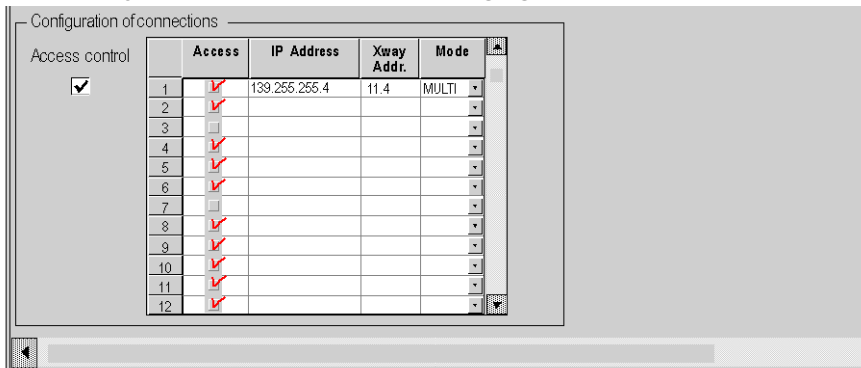 Configuration of connections
Access control
Access IP Address Xway Addr. Mode
1 139.255.255.4 11.4 MULTI
2
3
4
5
6
7
8
9
10
11
12